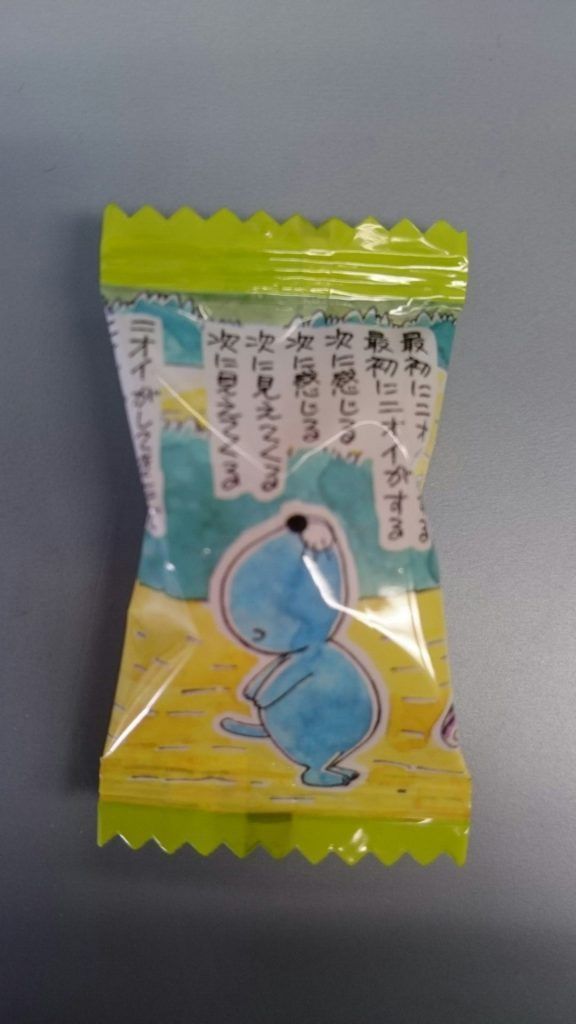 最初にニオ る
最初にニオイがする
次に感じる
次に感じる
次に見えてくる
次に見えてくる
ニオイがし